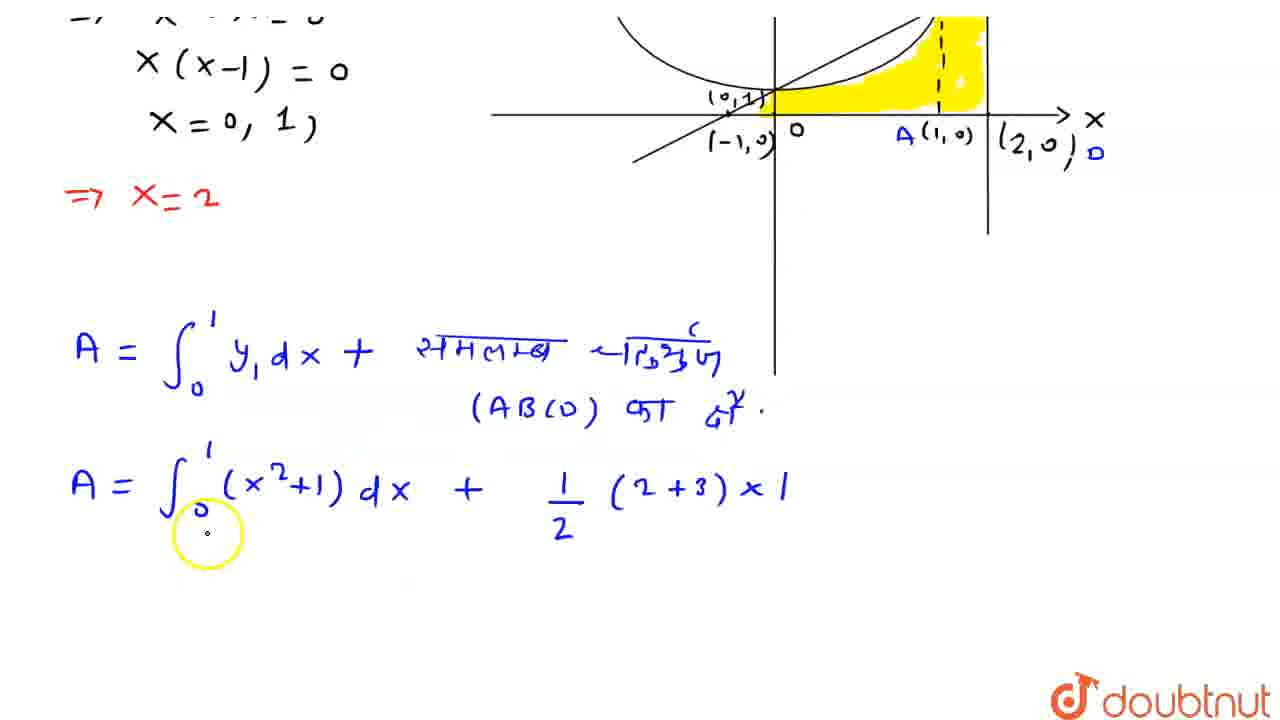 x(x-1) = 0
x = 0, 1)
⇒ x = 2
(0,1)
(-1,0)
0
A (1,0)
(2,0), D
X
A = ∫₀¹ y₁ dx + समलम्ब चतुर्भुज
(ABCD) का क्षे.
A = ∫₀¹ (x²+1) dx + 1/2 (2+3) × 1
doubtnut